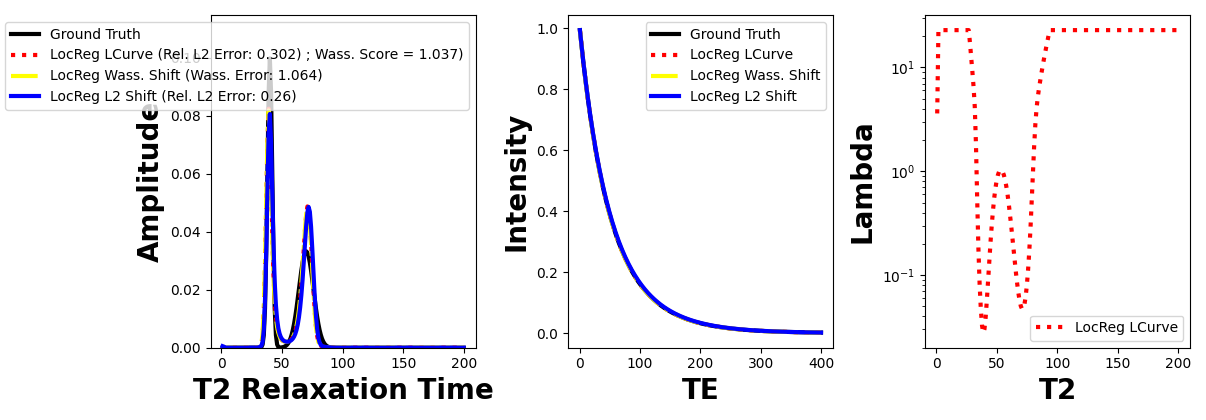 Ground Truth
LocReg LCurve (Rel. L2 Error: 0.302) ; Wass. Score = 1.037)
LocReg Wass. Shift (Wass. Error: 1.064)
LocReg L2 Shift (Rel. L2 Error: 0.26)
0.10
0.08
0.06
0.04
0.02
0.00
Amplitude
0
50
100
150
200
T2 Relaxation Time
Ground Truth
LocReg LCurve
LocReg Wass. Shift
LocReg L2 Shift
1.0
0.8
0.6
0.4
0.2
0.0
Intensity
0
100
200
300
400
TE
10¹
10⁰
10⁻¹
Lambda
LocReg LCurve
0
50
100
150
200
T2